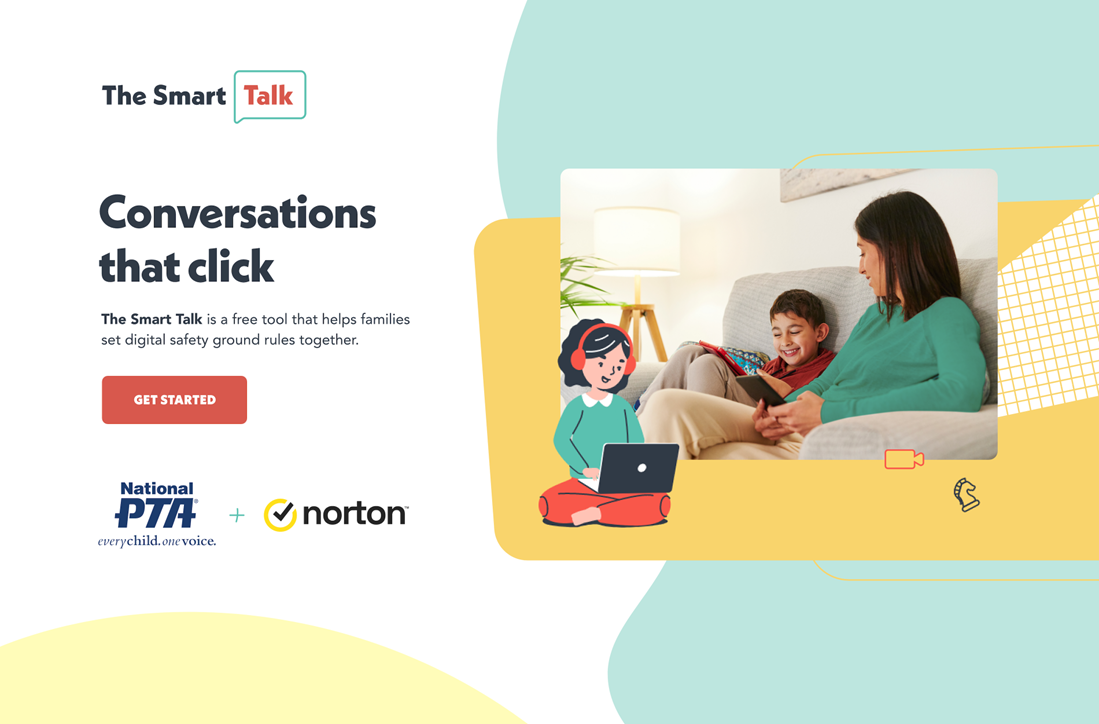 The Smart Talk
Conversations
that click
The Smart Talk is a free tool that helps families
set digital safety ground rules together.
GET STARTED
National
PTA®
everychild.onevoice.
+
norton™